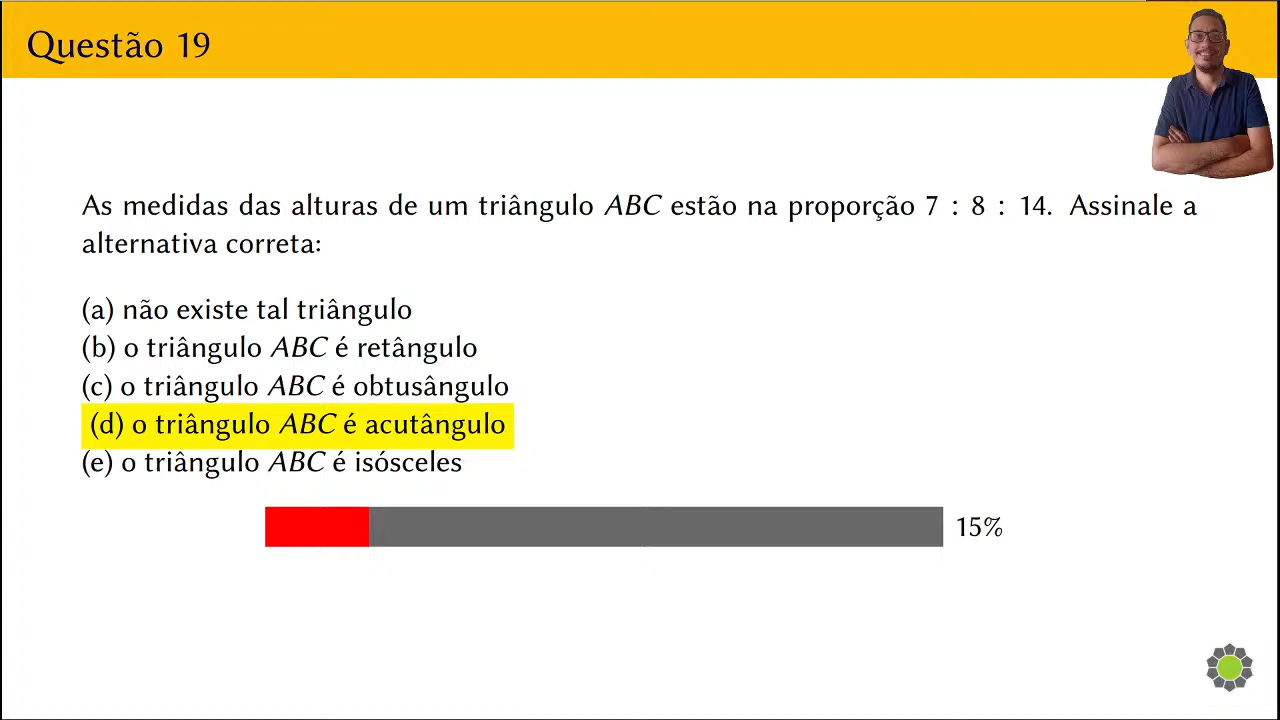 Questão 19
As medidas das alturas de um triângulo ABC estão na proporção 7 : 8 : 14. Assinale a
alternativa correta:
(a) não existe tal triângulo
(b) o triângulo ABC é retângulo
(c) o triângulo ABC é obtusângulo
(d) o triângulo ABC é acutângulo
(e) o triângulo ABC é isósceles
15%